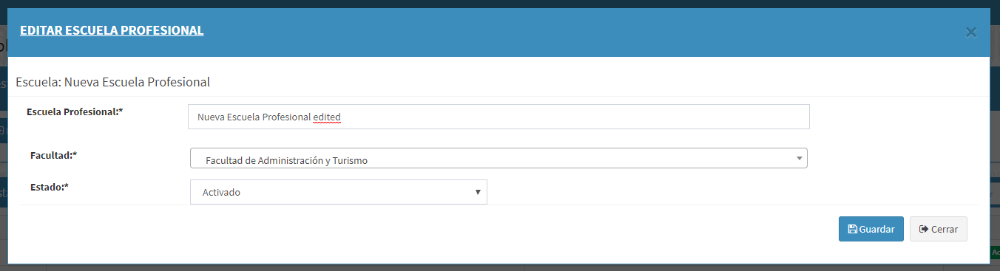 EDITAR ESCUELA PROFESIONAL
×
Escuela: Nueva Escuela Profesional
Escuela Profesional:* Nueva Escuela Profesional edited
Facultad:* Facultad de Administración y Turismo
Estado:* Activado
Guardar Cerrar